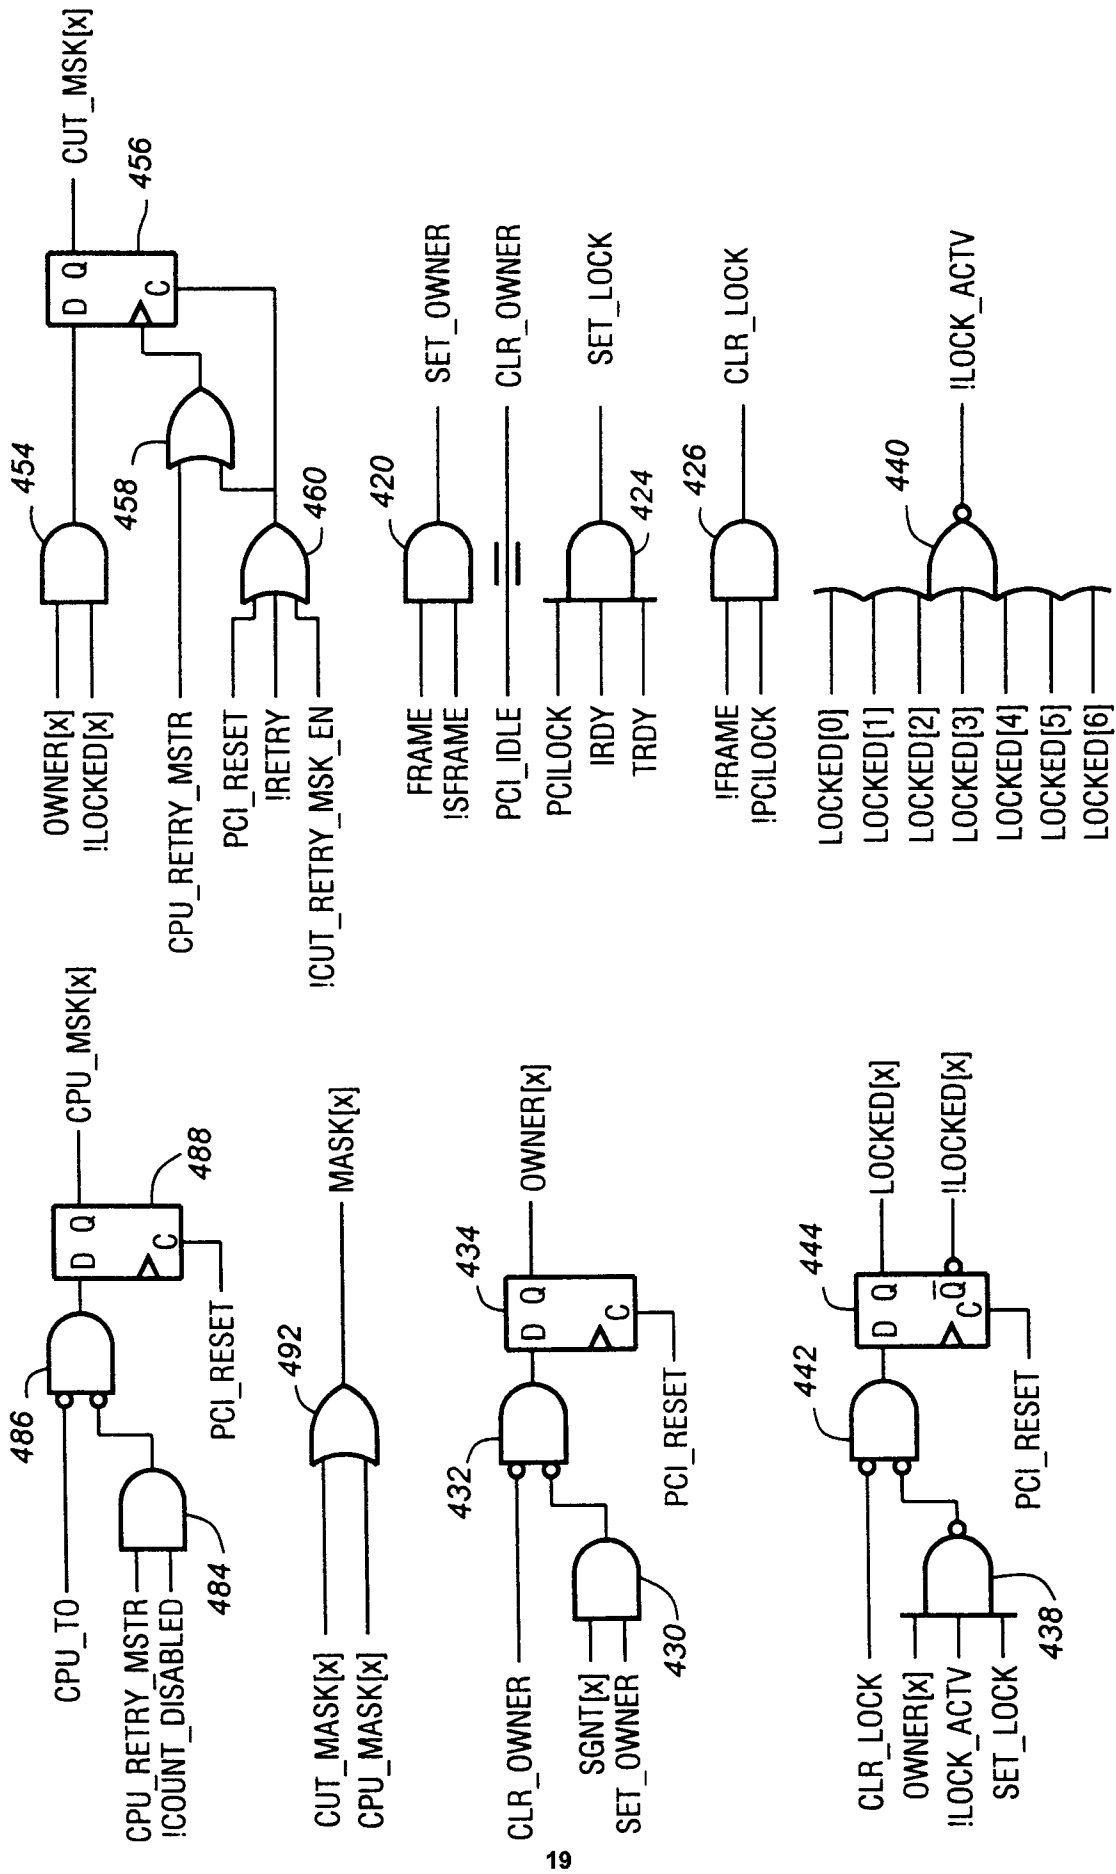 CPU_TO
CPU_RETRY_MSTR
!COUNT_DISABLED
484
486
D Q
C
488
PCI_RESET
CPU_MSK[x]
CUT_MASK[x]
CPU_MASK[x]
492
MASK[x]
CLR_OWNER
SGNT[x]
SET_OWNER
430
432
D Q
C
434
PCI_RESET
OWNER[x]
CLR_LOCK
OWNER[x]
!LOCK_ACTV
SET_LOCK
438
442
D Q
Q
C
444
PCI_RESET
LOCKED[x]
!LOCKED[x]
OWNER[x]
!LOCKED[x]
454
CPU_RETRY_MSTR
PCI_RESET
!RETRY
!CUT_RETRY_MSK_EN
458
460
D Q
C
456
CUT_MSK[x]
FRAME
!SFRAME
420
SET_OWNER
PCI_IDLE
CLR_OWNER
PCILOCK
IRDY
TRDY
424
SET_LOCK
!FRAME
!PCILOCK
426
CLR_LOCK
LOCKED[0]
LOCKED[1]
LOCKED[2]
LOCKED[3]
LOCKED[4]
LOCKED[5]
LOCKED[6]
440
!LOCK_ACTV
19